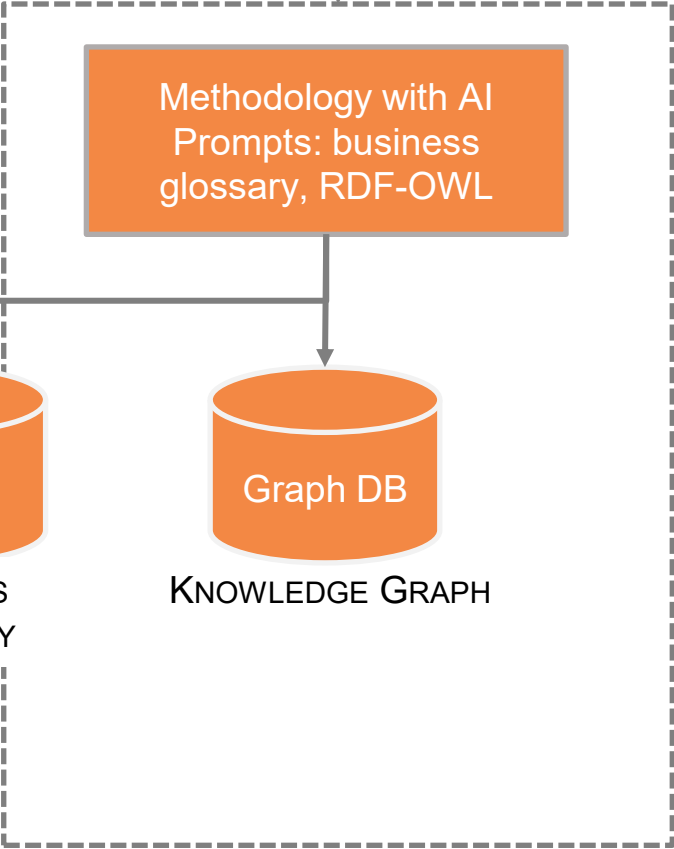 Methodology with AI
Prompts: business
glossary, RDF-OWL
Graph DB
S
Y
KNOWLEDGE GRAPH